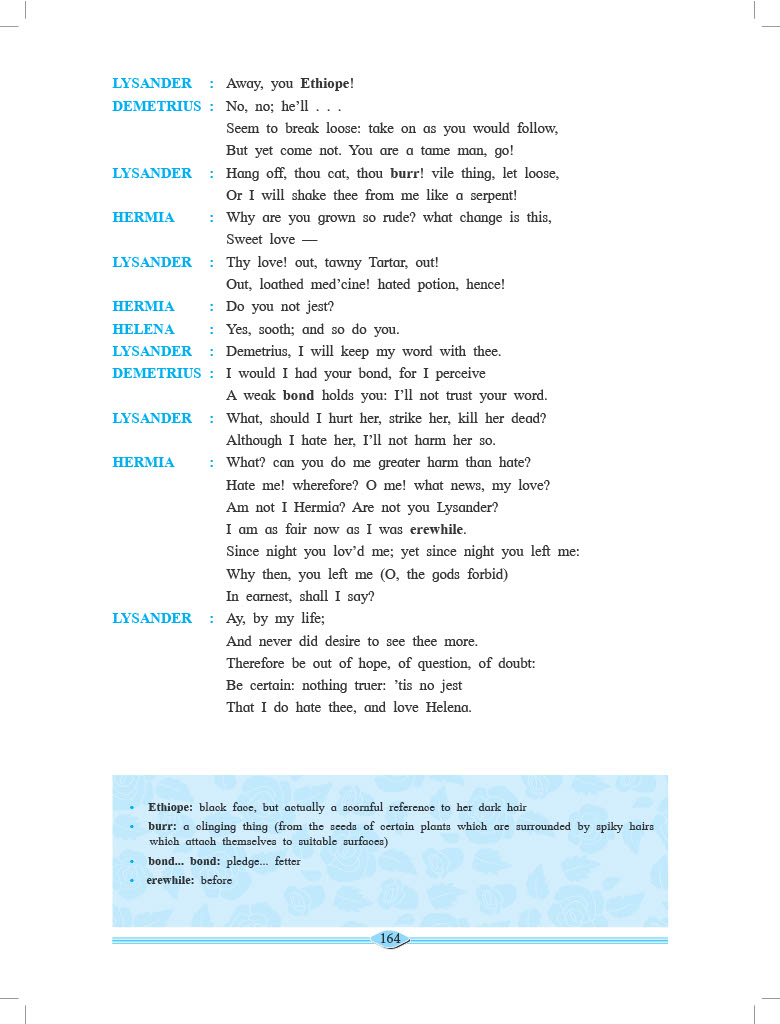 LYSANDER : Away, you Ethiope!
DEMETRIUS : No, no; he'll . . .
Seem to break loose: take on as you would follow,
But yet come not. You are a tame man, go!
LYSANDER : Hang off, thou cat, thou burr! vile thing, let loose,
Or I will shake thee from me like a serpent!
HERMIA : Why are you grown so rude? what change is this,
Sweet love —
LYSANDER : Thy love! out, tawny Tartar, out!
Out, loathed med'cine! hated potion, hence!
HERMIA : Do you not jest?
HELENA : Yes, sooth; and so do you.
LYSANDER : Demetrius, I will keep my word with thee.
DEMETRIUS : I would I had your bond, for I perceive
A weak bond holds you: I'll not trust your word.
LYSANDER : What, should I hurt her, strike her, kill her dead?
Although I hate her, I'll not harm her so.
HERMIA : What? can you do me greater harm than hate?
Hate me! wherefore? O me! what news, my love?
Am not I Hermia? Are not you Lysander?
I am as fair now as I was erewhile.
Since night you lov'd me; yet since night you left me:
Why then, you left me (O, the gods forbid)
In earnest, shall I say?
LYSANDER : Ay, by my life;
And never did desire to see thee more.
Therefore be out of hope, of question, of doubt:
Be certain: nothing truer: 'tis no jest
That I do hate thee, and love Helena.
• Ethiope: black face, but actually a scornful reference to her dark hair
• burr: a clinging thing (from the seeds of certain plants which are surrounded by spiky hairs
which attach themselves to suitable surfaces)
• bond... bond: pledge... fetter
• erewhile: before
164